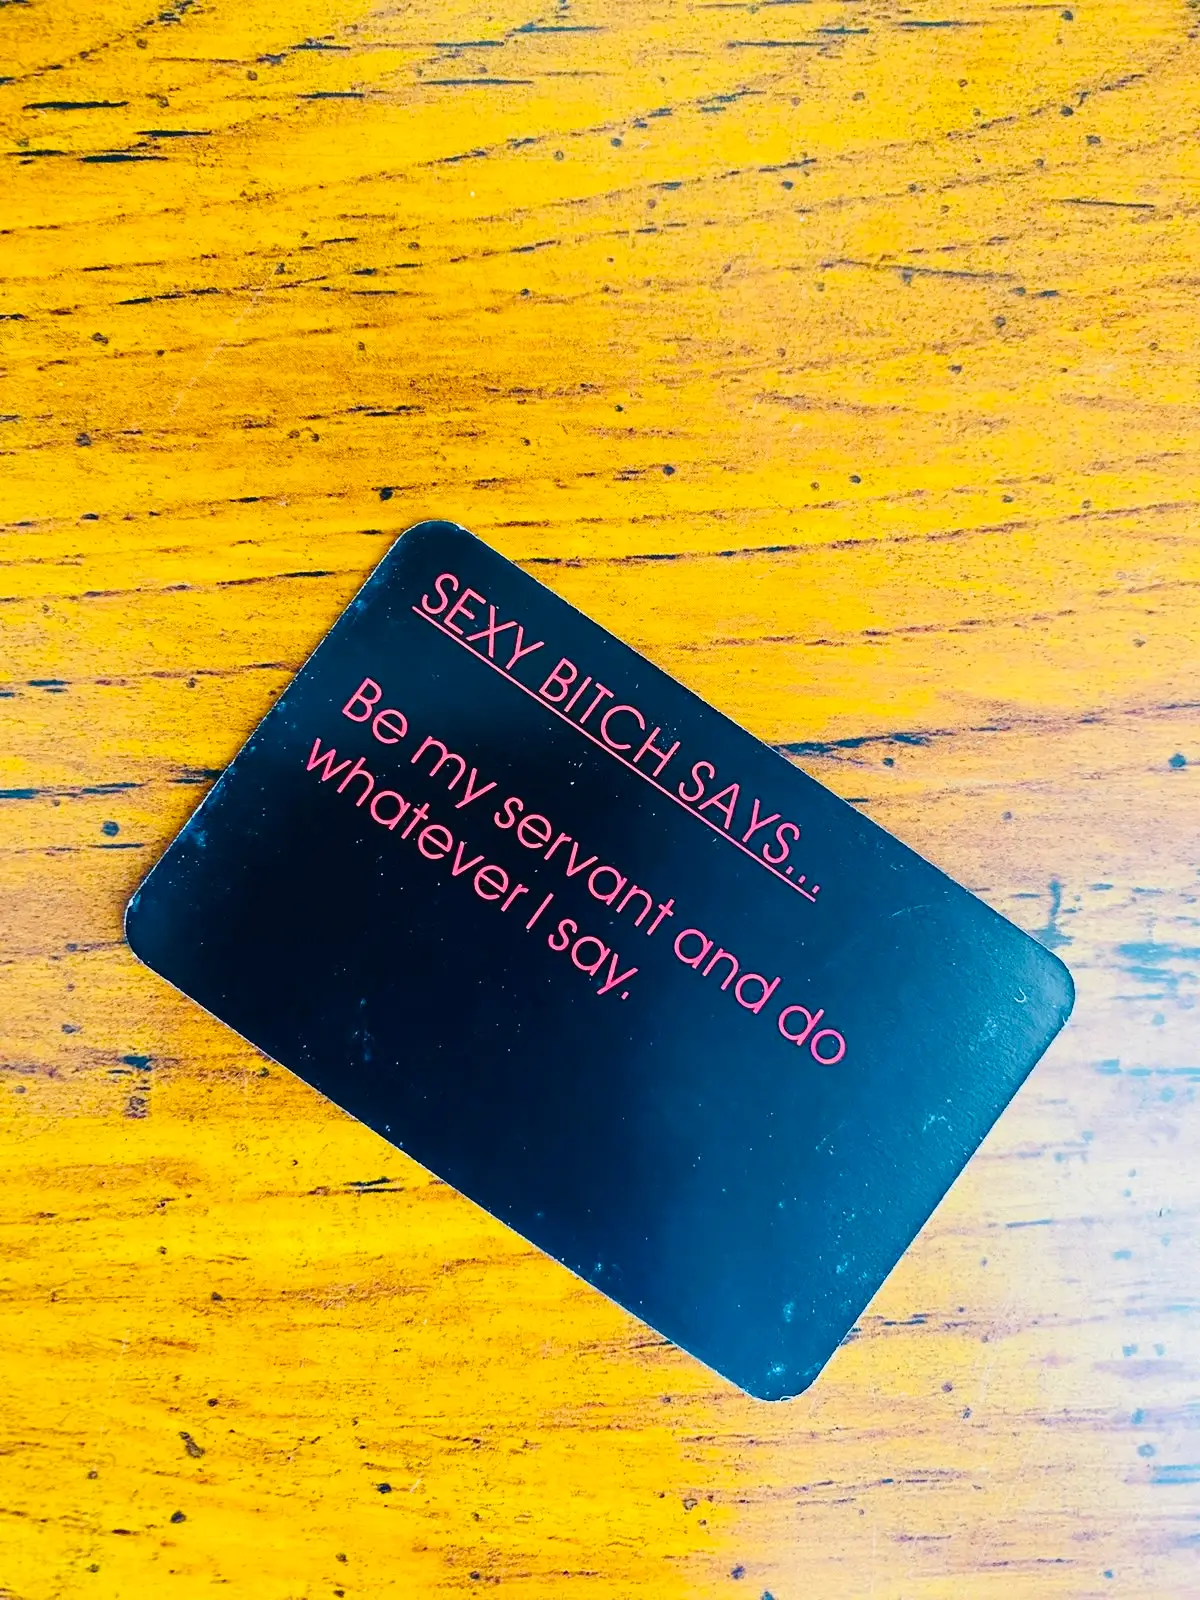 SEXY BITCH SAYS...
Be my servant and do
whatever I say.